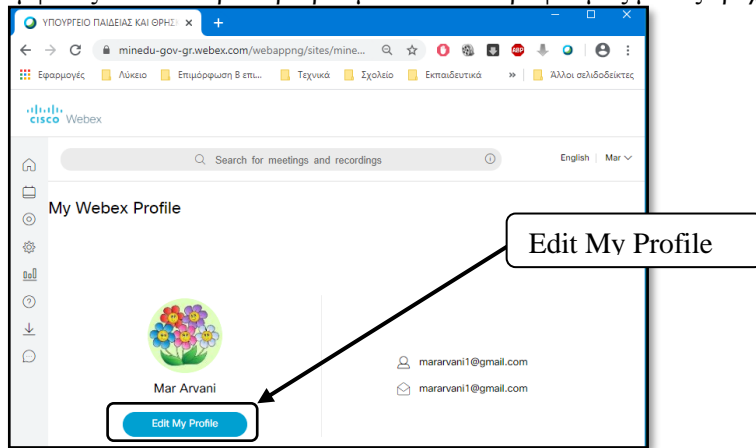 ΥΠΟΥΡΓΕΙΟ ΠΑΙΔΕΙΑΣ ΚΑΙ ΘΡΗΣ
minedu-gov-gr.webex.com/webappng/sites/mine...
Εφαρμογές Λύκειο Επιμόρφωση Β επι... Τεχνικά Σχολείο Εκπαιδευτικά » Άλλοι σελιδοδείκτες
cisco Webex
Search for meetings and recordings English Mar
My Webex Profile
Edit My Profile
mararvani1@gmail.com
Mar Arvani mararvani1@gmail.com
Edit My Profile